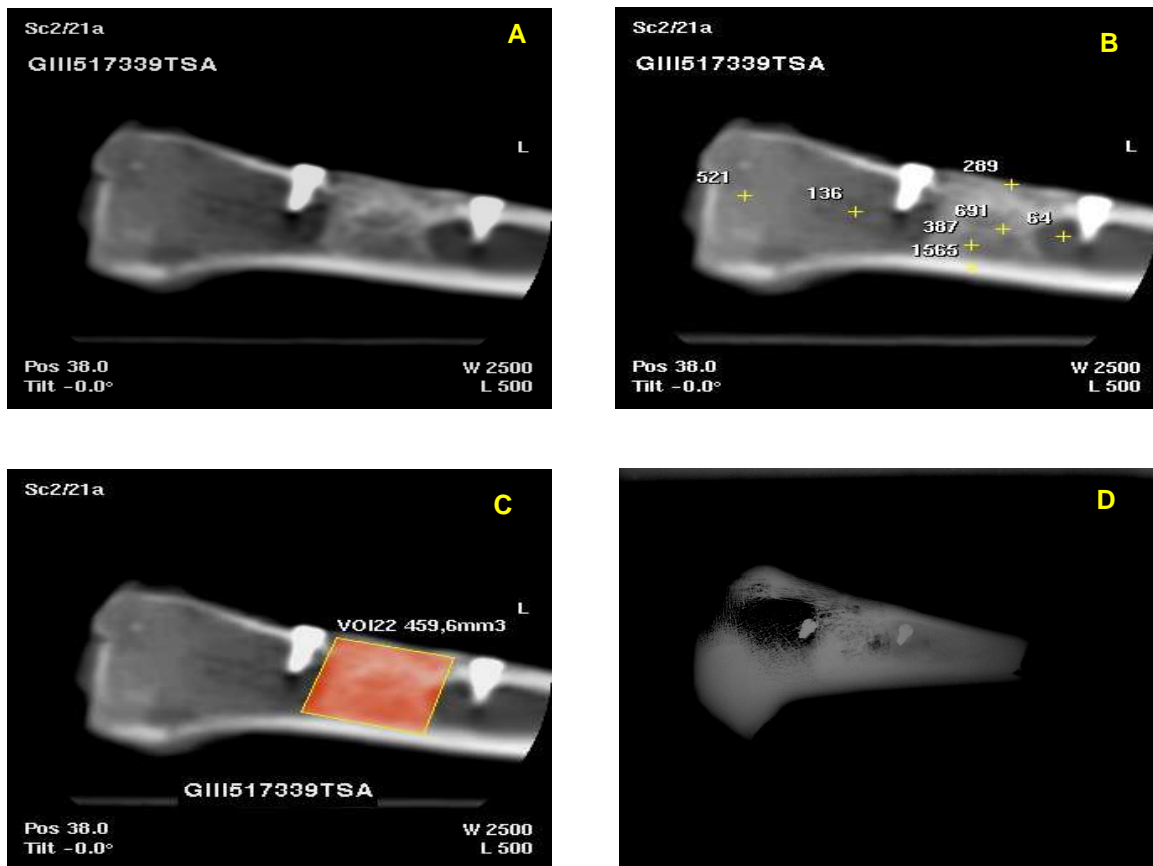 Sc2/21a
A
GIII517339TSA
L
Pos 38.0
W 2500
Tilt -0.0°
L 500
Sc2/21a
B
GIII517339TSA
L
289
521
136
691
64
387
1565
Pos 38.0
W 2500
Tilt -0.0°
L 500
Sc2/21a
C
L
VOI22 459,6mm3
GIII517339TSA
Pos 38.0
W 2500
Tilt -0.0°
L 500
D